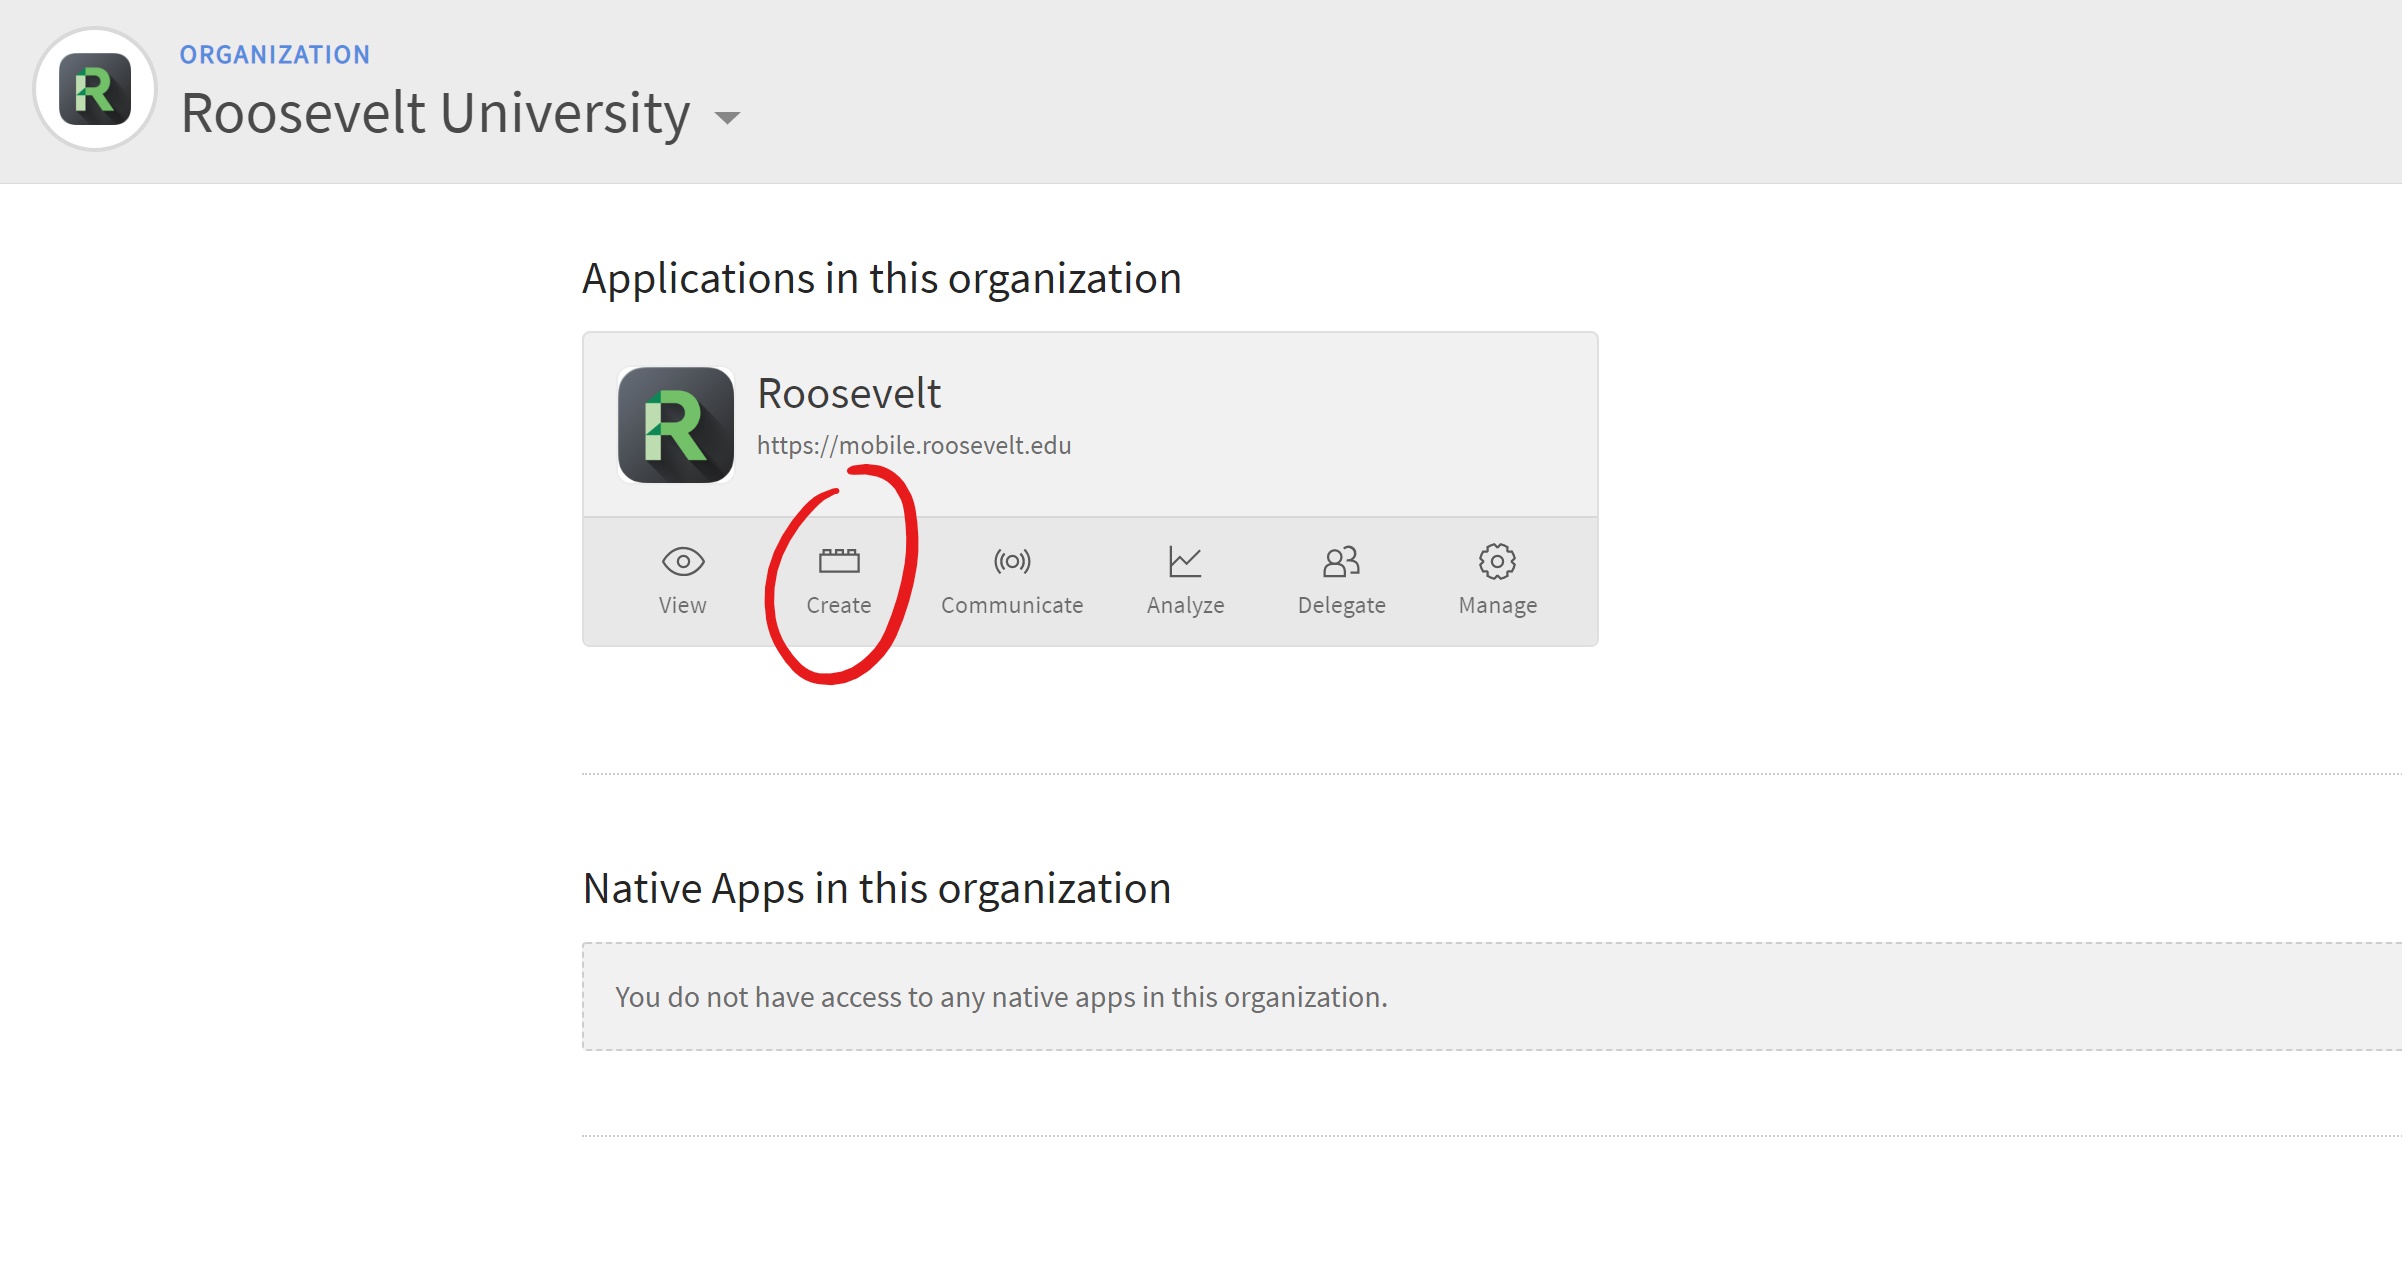 ORGANIZATION
Roosevelt University
Applications in this organization
Roosevelt
https://mobile.roosevelt.edu
View Create Communicate Analyze Delegate Manage
Native Apps in this organization
You do not have access to any native apps in this organization.